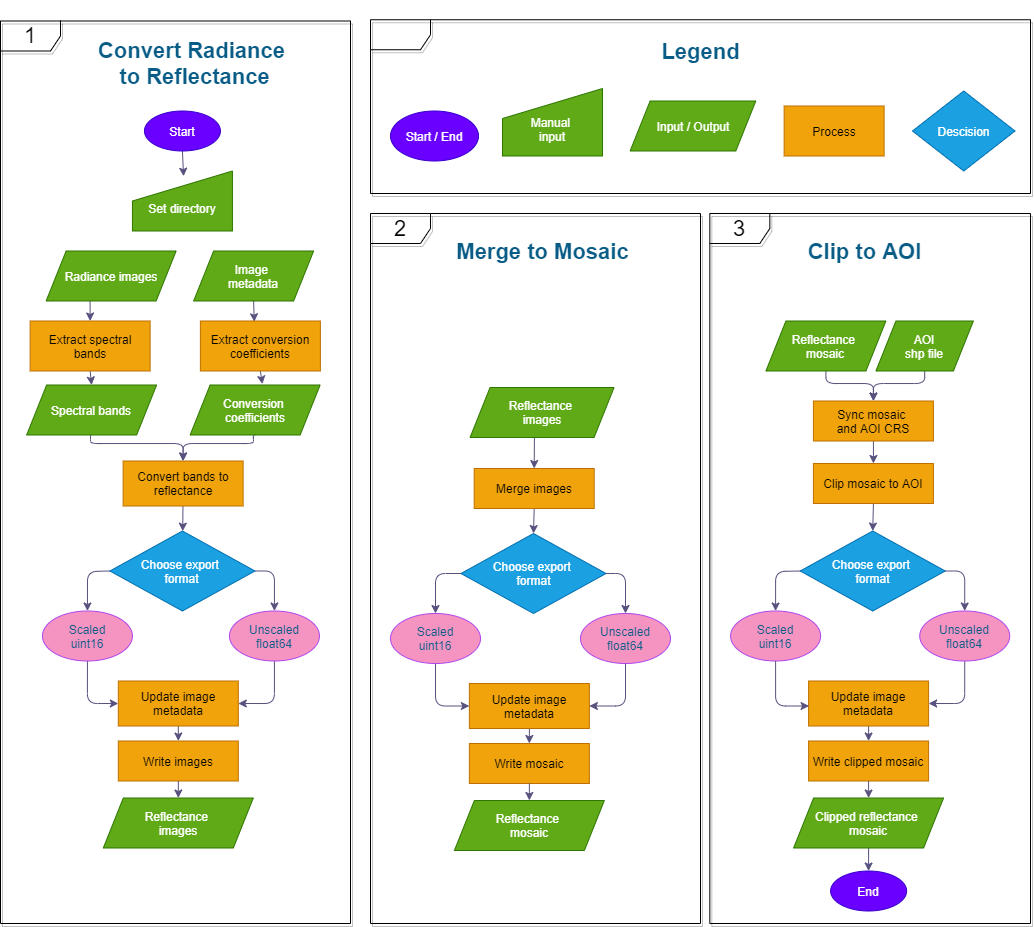 1
Convert Radiance
to Reflectance
Start
Set directory
Radiance images
Image
metadata
Extract spectral
bands
Extract conversion
coefficients
Spectral bands
Conversion
coefficients
Convert bands to
reflectance
Choose export
format
Scaled
uint16
Unscaled
float64
Update image
metadata
Write images
Reflectance
images
Legend
Start / End
Manual
input
Input / Output
Process
Descision
2
Merge to Mosaic
Reflectance
images
Merge images
Choose export
format
Scaled
uint16
Unscaled
float64
Update image
metadata
Write mosaic
Reflectance
mosaic
3
Clip to AOI
Reflectance
mosaic
AOI
shp file
Sync mosaic
and AOI CRS
Clip mosaic to AOI
Choose export
format
Scaled
uint16
Unscaled
float64
Update image
metadata
Write clipped mosaic
Clipped reflectance
mosaic
End